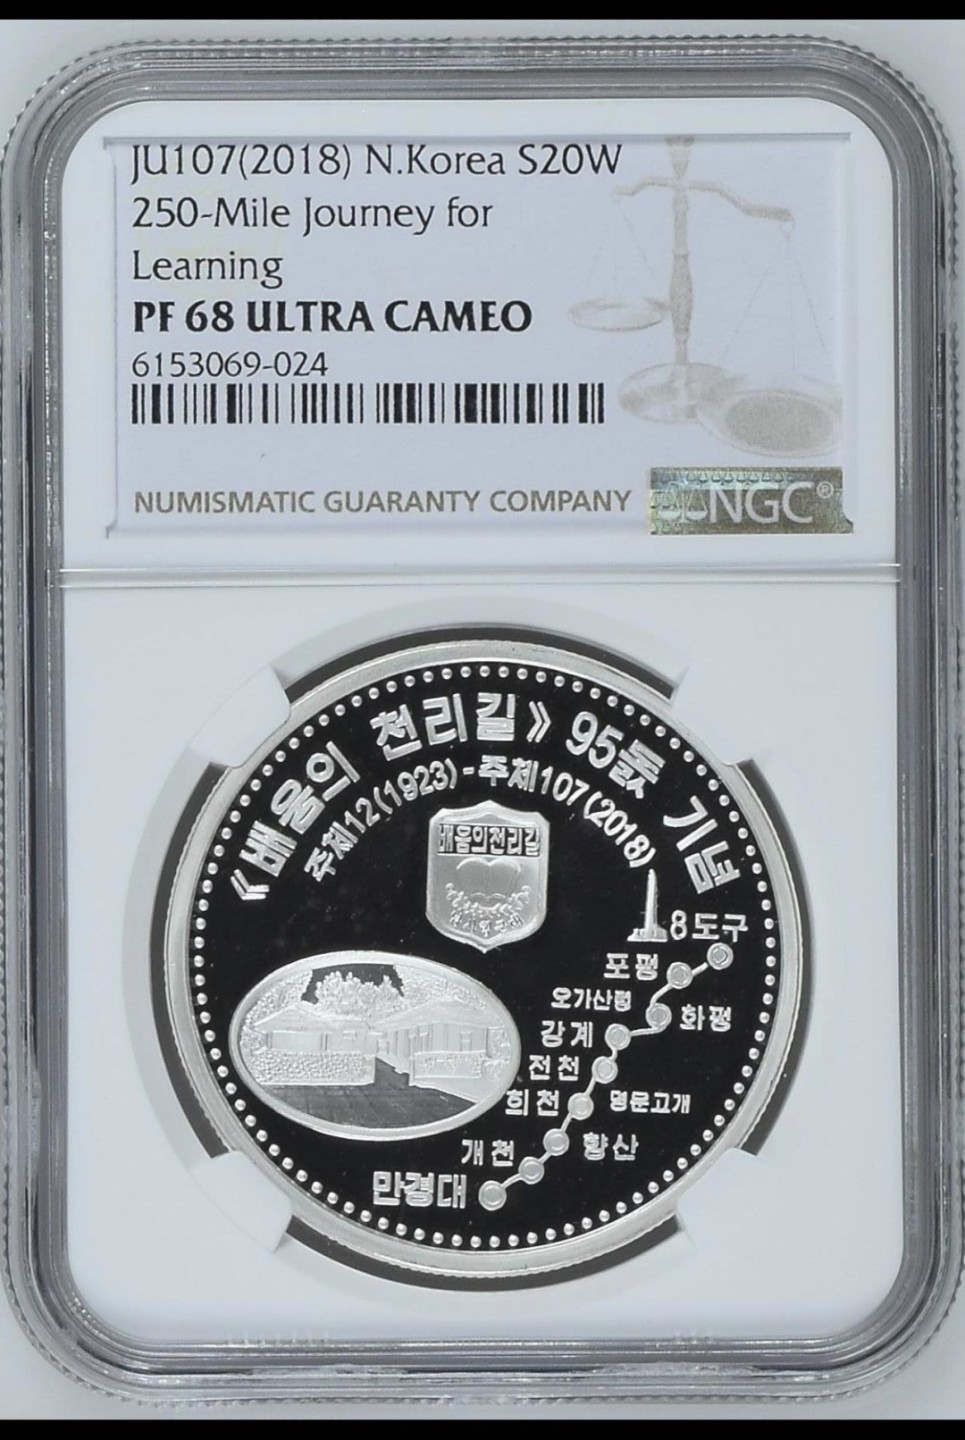 JU107(2018) N.Korea S20W
250-Mile Journey for
Learning
PF 68 ULTRA CAMEO
6153069-024
NUMISMATIC GUARANTY COMPANY
NGC®
《배움의 천리길》 95돐 기념
주체12(1923)-주체107(2018)
배움의천리길
8도구
포평
오가산령
화평
강계
전천
희천
명문고개
향산
개천
만경대